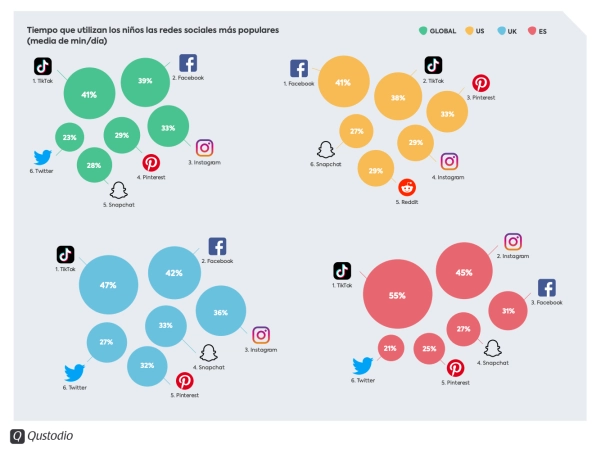 Tiempo que utilizan los niños las redes sociales más populares
(media de min/día)
GLOBAL US UK ES
1. TikTok
41%
39%
2. Facebook
33%
3. Instagram
29%
4. Pinterest
28%
5. Snapchat
23%
6. Twitter
1. Facebook
41%
38%
2. TikTok
33%
3. Pinterest
29%
4. Instagram
29%
5. Reddit
27%
6. Snapchat
1. TikTok
47%
42%
2. Facebook
36%
3. Instagram
33%
4. Snapchat
32%
5. Pinterest
27%
6. Twitter
1. TikTok
55%
45%
2. Instagram
31%
3. Facebook
27%
4. Snapchat
25%
5. Pinterest
21%
6. Twitter
Q Qustodio